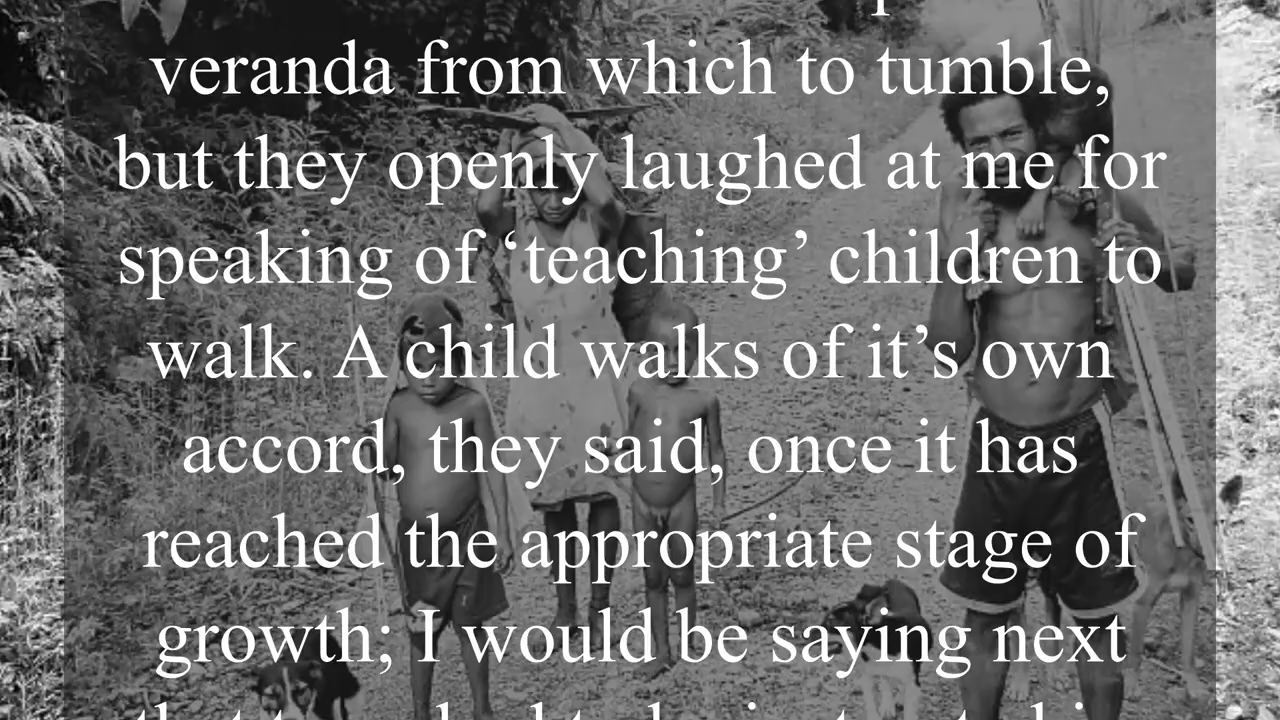 veranda from which to tumble,
but they openly laughed at me for
speaking of ‘teaching’ children to
walk. A child walks of it’s own
accord, they said, once it has
reached the appropriate stage of
growth; I would be saying next